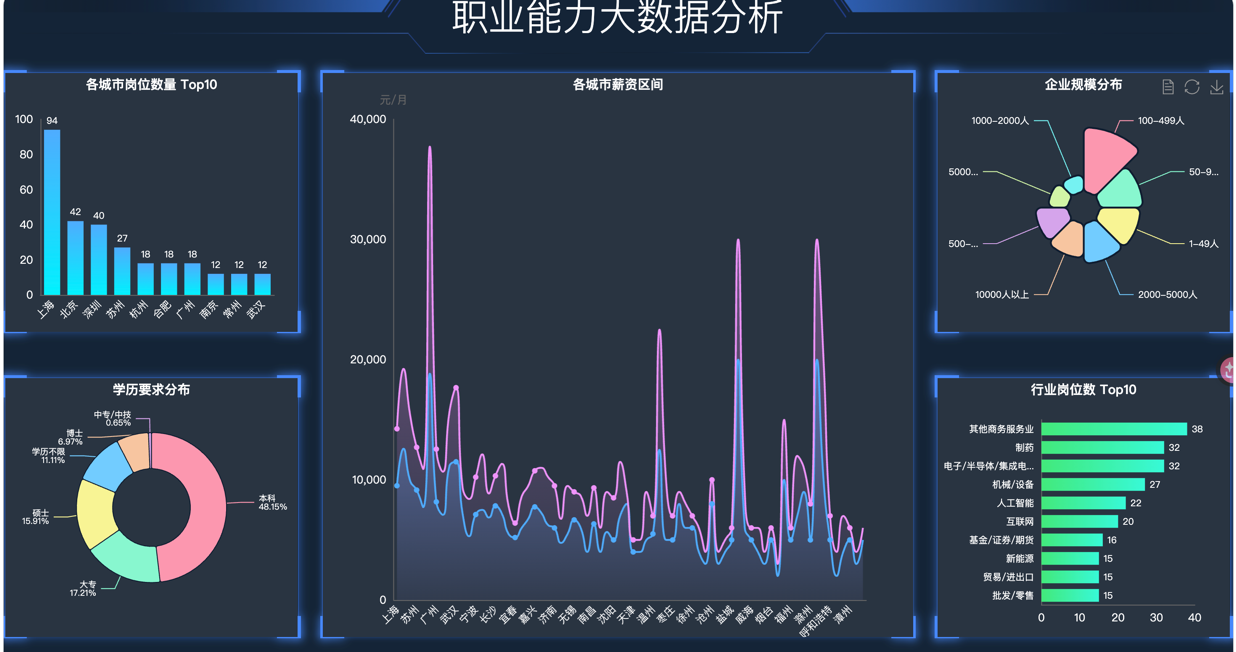 职业能力大数据分析
各城市岗位数量 Top10
100
80
60
40
20
0
94
42
40
27
18
18
18
12
12
12
上海
北京
深圳
苏州
杭州
合肥
广州
南京
常州
武汉
学历要求分布
中专/中技
0.65%
博士
6.97%
学历不限
11.11%
硕士
15.91%
大专
17.21%
本科
48.15%
各城市薪资区间
元/月
40,000
30,000
20,000
10,000
0
上海
苏州
广州
武汉
宁波
长沙
宜春
嘉兴
济南
无锡
南昌
沈阳
天津
温州
枣庄
徐州
沧州
盐城
威海
烟台
福州
滁州
呼和浩特
漳州
企业规模分布
1000-2000人
100-499人
5000...
50-9...
500-...
1-49人
10000人以上
2000-5000人
行业岗位数 Top10
其他商务服务业
38
制药
32
电子/半导体/集成电...
32
机械/设备
27
人工智能
22
互联网
20
基金/证券/期货
16
新能源
15
贸易/进出口
15
批发/零售
15
0
10
20
30
40